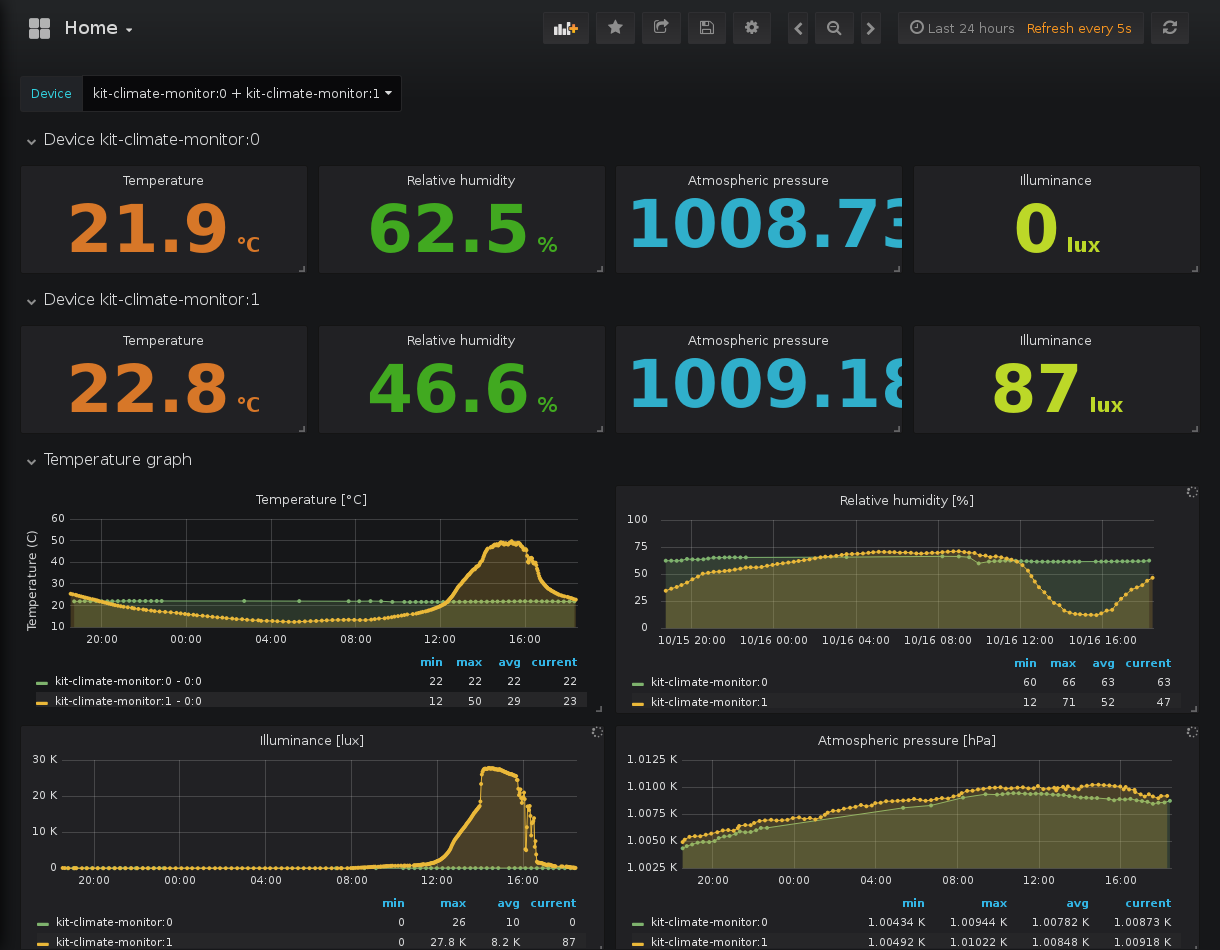 Home
Last 24 hours Refresh every 5s
Device kit-climate-monitor:0 + kit-climate-monitor:1
Device kit-climate-monitor:0
Temperature Relative humidity Atmospheric pressure Illuminance
21.9 °C 62.5 % 1008.73 0 lux
Device kit-climate-monitor:1
Temperature Relative humidity Atmospheric pressure Illuminance
22.8 °C 46.6 % 1009.18 87 lux
Temperature graph
Temperature [°C]
Temperature (C)
60
50
40
30
20
10
20:00 00:00 04:00 08:00 12:00 16:00
min max avg current
kit-climate-monitor:0 - 0:0 22 22 22 22
kit-climate-monitor:1 - 0:0 12 50 29 23
Relative humidity [%]
100
75
50
25
0
10/15 20:00 10/16 00:00 10/16 04:00 10/16 08:00 10/16 12:00 10/16 16:00
min max avg current
kit-climate-monitor:0 60 66 63 63
kit-climate-monitor:1 12 71 52 47
Illuminance [lux]
30 K
20 K
10 K
0
20:00 00:00 04:00 08:00 12:00 16:00
min max avg current
kit-climate-monitor:0 0 26 10 0
kit-climate-monitor:1 0 27.8 K 8.2 K 87
Atmospheric pressure [hPa]
1.0125 K
1.0100 K
1.0075 K
1.0050 K
1.0025 K
20:00 00:00 04:00 08:00 12:00 16:00
min max avg current
kit-climate-monitor:0 1.00434 K 1.00944 K 1.00782 K 1.00873 K
kit-climate-monitor:1 1.00492 K 1.01022 K 1.00848 K 1.00918 K